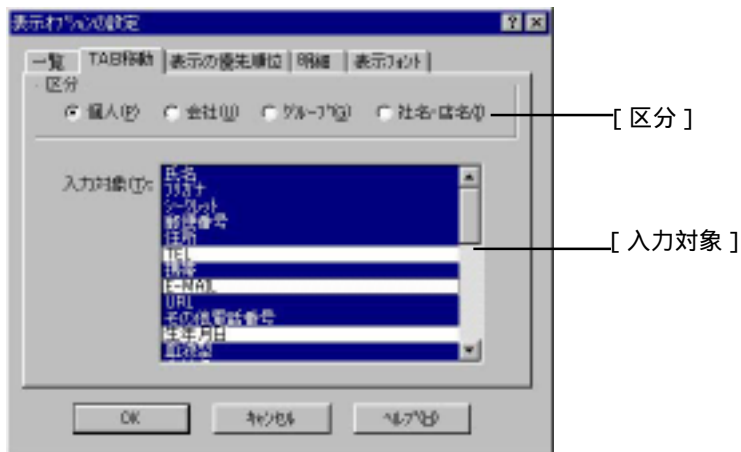 表示オプションの設定
一覧 TAB移動 表示の優先順位 明細 表示フォント
区分
個人(P) 会社(U) グループ(G) 社名・店名(I)
[ 区分 ]
入力対象(T):
氏名
フリガナ
シークレット
郵便番号
住所
TEL
携帯
E-MAIL
URL
その他電話番号
生年月日
血液型
[ 入力対象 ]
OK キャンセル ヘルプ(H)